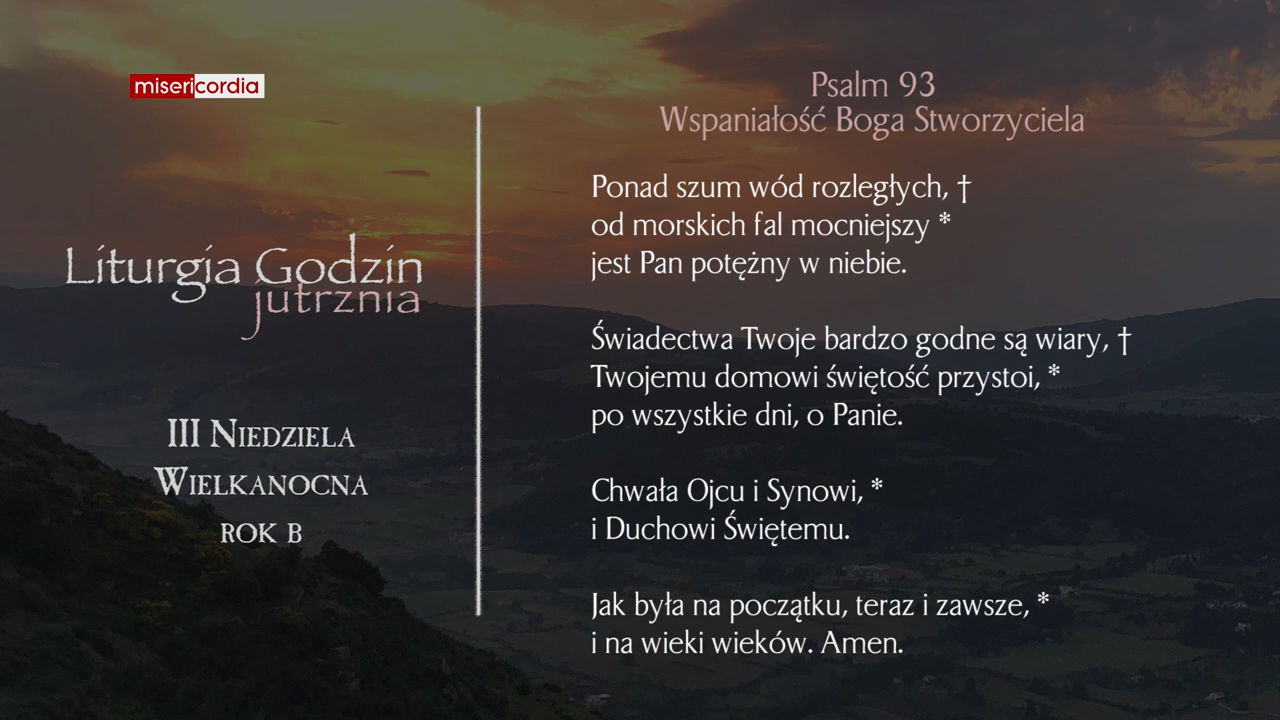 misericordia
Liturgia Godzin
jutrznia
III Niedziela
Wielkanocna
rok B
Psalm 93
Wspaniałość Boga Stworzyciela
Ponad szum wód rozległych, †
od morskich fal mocniejszy *
jest Pan potężny w niebie.
Świadectwa Twoje bardzo godne są wiary, †
Twojemu domowi świętość przystoi, *
po wszystkie dni, o Panie.
Chwała Ojcu i Synowi, *
i Duchowi Świętemu.
Jak była na początku, teraz i zawsze, *
i na wieki wieków. Amen.